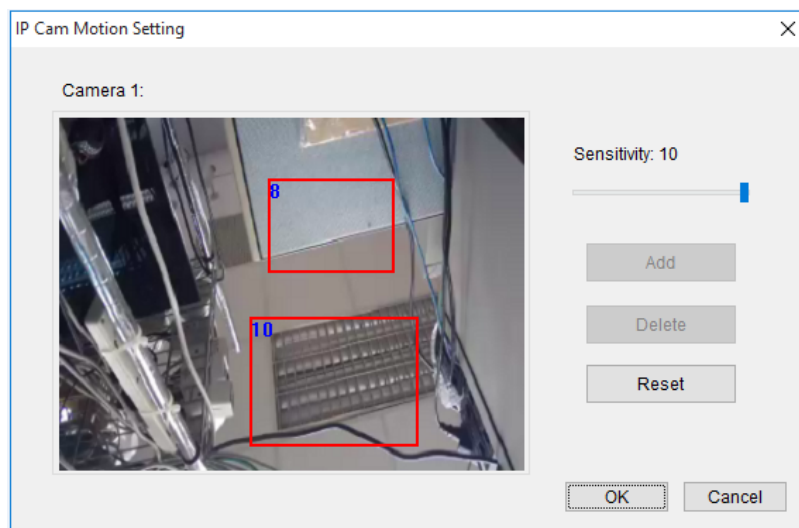 IP Cam Motion Setting
Camera 1:
Sensitivity: 10
8
Add
Delete
10
Reset
OK
Cancel